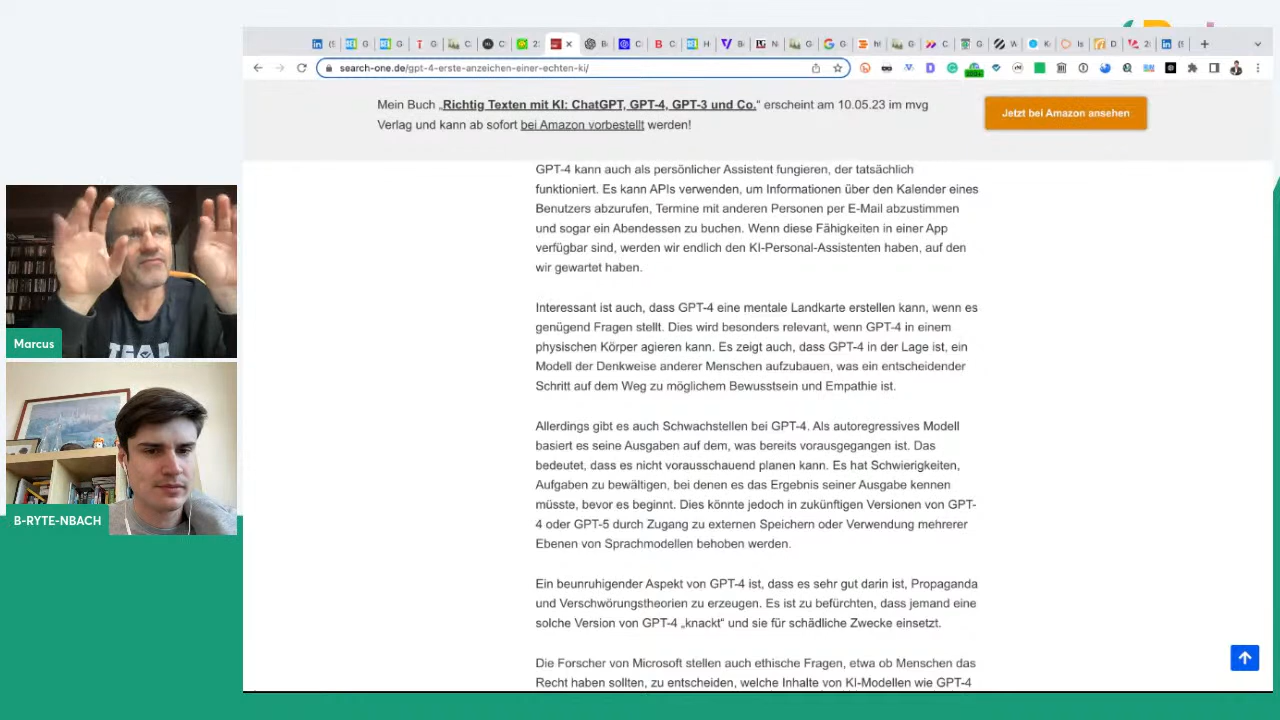 search-one.de/gpt-4-erste-anzeichen-einer-echten-ki/
Mein Buch „Richtig Texten mit KI: ChatGPT, GPT-4, GPT-3 und Co.“ erscheint am 10.05.23 im mvg
Verlag und kann ab sofort bei Amazon vorbestellt werden!
Jetzt bei Amazon ansehen
GPT-4 kann auch als persönlicher Assistent fungieren, der tatsächlich
funktioniert. Es kann APIs verwenden, um Informationen über den Kalender eines
Benutzers abzurufen, Termine mit anderen Personen per E-Mail abzustimmen
und sogar ein Abendessen zu buchen. Wenn diese Fähigkeiten in einer App
verfügbar sind, werden wir endlich den KI-Personal-Assistenten haben, auf den
wir gewartet haben.
Interessant ist auch, dass GPT-4 eine mentale Landkarte erstellen kann, wenn es
genügend Fragen stellt. Dies wird besonders relevant, wenn GPT-4 in einem
physischen Körper agieren kann. Es zeigt auch, dass GPT-4 in der Lage ist, ein
Modell der Denkweise anderer Menschen aufzubauen, was ein entscheidender
Schritt auf dem Weg zu möglichem Bewusstsein und Empathie ist.
Allerdings gibt es auch Schwachstellen bei GPT-4. Als autoregressives Modell
basiert es seine Ausgaben auf dem, was bereits vorausgegangen ist. Das
bedeutet, dass es nicht vorausschauend planen kann. Es hat Schwierigkeiten,
Aufgaben zu bewältigen, bei denen es das Ergebnis seiner Ausgabe kennen
müsste, bevor es beginnt. Dies könnte jedoch in zukünftigen Versionen von GPT-
4 oder GPT-5 durch Zugang zu externen Speichern oder Verwendung mehrerer
Ebenen von Sprachmodellen behoben werden.
Ein beunruhigender Aspekt von GPT-4 ist, dass es sehr gut darin ist, Propaganda
und Verschwörungstheorien zu erzeugen. Es ist zu befürchten, dass jemand eine
solche Version von GPT-4 „knackt“ und sie für schädliche Zwecke einsetzt.
Die Forscher von Microsoft stellen auch ethische Fragen, etwa ob Menschen das
Recht haben sollten, zu entscheiden, welche Inhalte von KI-Modellen wie GPT-4
Marcus
B-RYTE-NBACH